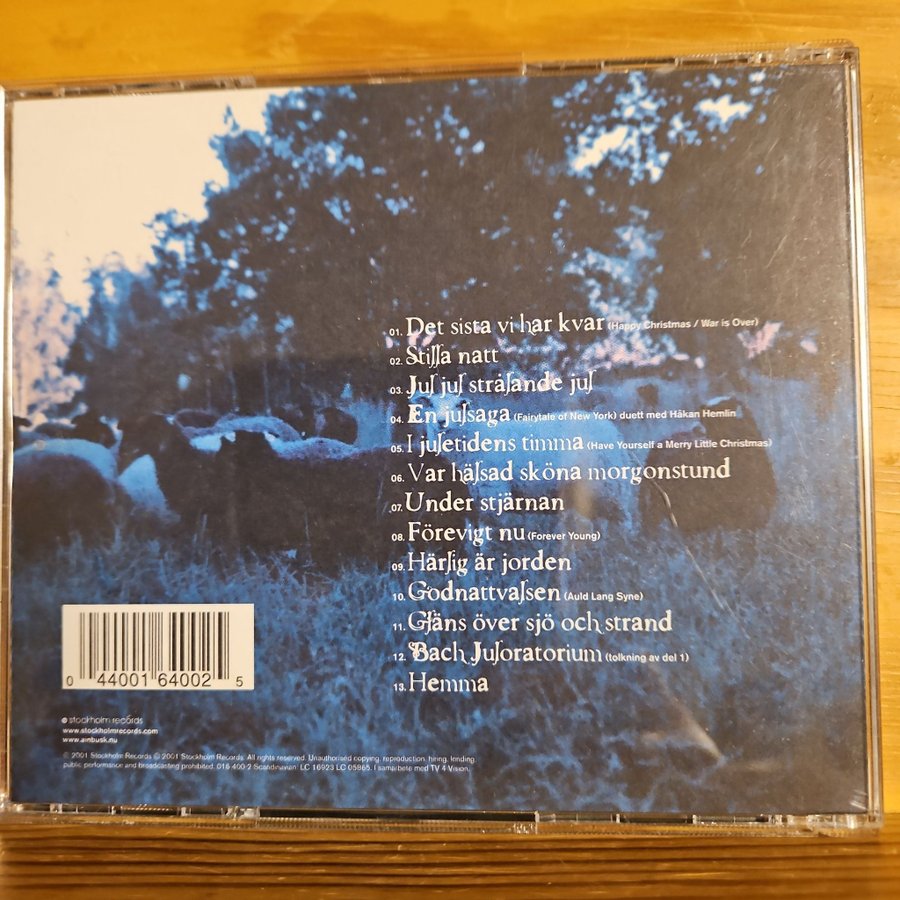 01. Det sista vi har kvar (Happy Christmas / War is Over)
02. Stilla natt
03. Jul jul strålande jul
04. En julsaga (Fairytale of New York) duett med Håkan Hemlin
05. I juletidens timma (Have Yourself a Merry Little Christmas)
06. Var hälsad sköna morgonstund
07. Under stjärnan
08. Förevigt nu (Forever Young)
09. Härlig är jorden
10. Godnattvalsen (Auld Lang Syne)
11. Gläns över sjö och strand
12. Bach Juloratorium (tolkning av del 1)
13. Hemma
0 44001 64002 5
stockholm records
www.stockholmrecords.com
www.ainbusk.nu
℗ 2001 Stockholm Records © 2001 Stockholm Records. All rights reserved. Unauthorised copying, reproduction, hiring, lending,
public performance and broadcasting prohibited. 016 400-2 Scandinavian: LC 16923 LC 05865. I samarbete med TV 4 Vision.